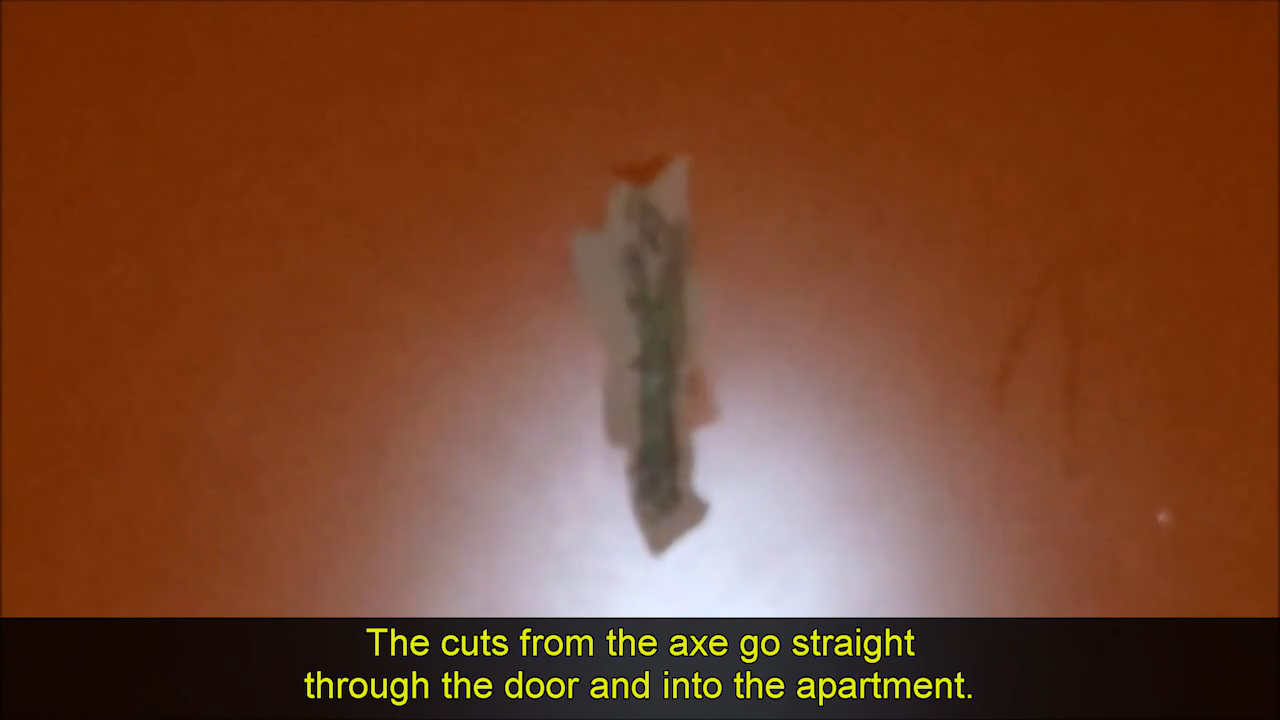 The cuts from the axe go straight
through the door and into the apartment.